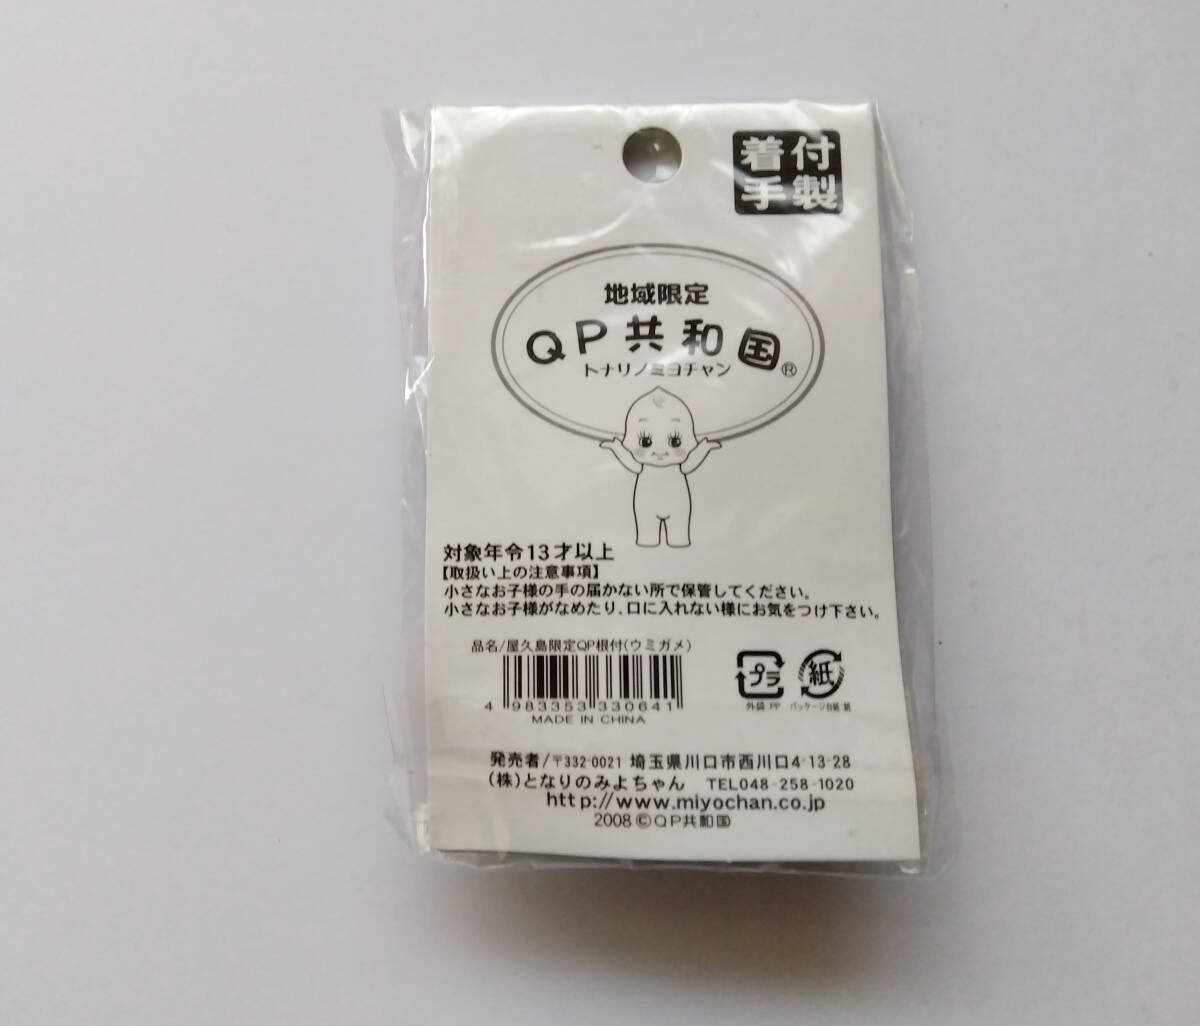 着付
手製
地域限定
QP共和国®
トナリノミヨチャン
対象年令13才以上
【取扱い上の注意事項】
小さなお子様の手の届かない所で保管してください。
小さなお子様がなめたり、口に入れない様にお気をつけ下さい。
品名/屋久島限定QP根付(ウミガメ)
4 983353 330641
MADE IN CHINA
プラ
紙
外袋:PP パッケージ台紙:紙
発売者/〒332-0021 埼玉県川口市西川口4-13-28
(株)となりのみよちゃん TEL048-258-1020
http://www.miyochan.co.jp
2008©QP共和国